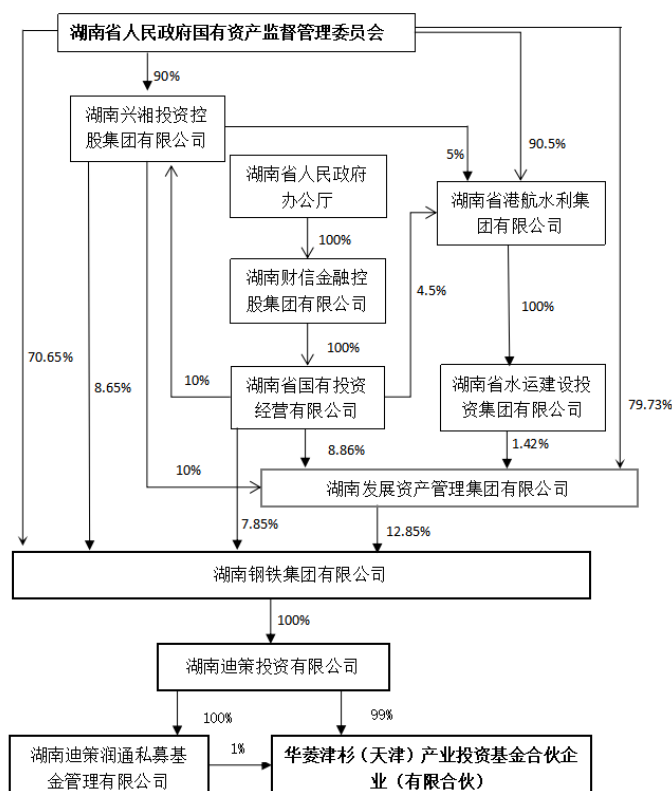 湖南省人民政府国有资产监督管理委员会
90%
湖南兴湘投资控
股集团有限公司
5%
90.5%
湖南省人民政府
办公厅
湖南省港航水利集
团有限公司
100%
湖南财信金融控
股集团有限公司
4.5%
100%
100%
70.65%
8.65%
10%
湖南省国有投资
经营有限公司
湖南省水运建设投
资集团有限公司
79.73%
8.86%
1.42%
10%
湖南发展资产管理集团有限公司
7.85%
12.85%
湖南钢铁集团有限公司
100%
湖南迪策投资有限公司
100%
99%
湖南迪策润通私募基
金管理有限公司
1%
华菱津杉（天津）产业投资基金合伙企
业（有限合伙）